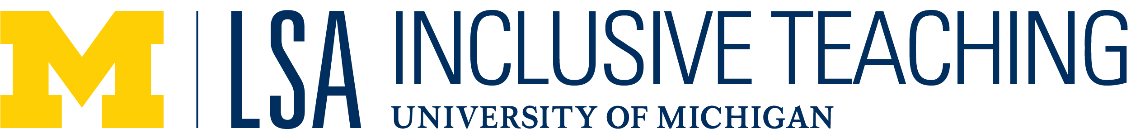 M LSA INCLUSIVE TEACHING
UNIVERSITY OF MICHIGAN